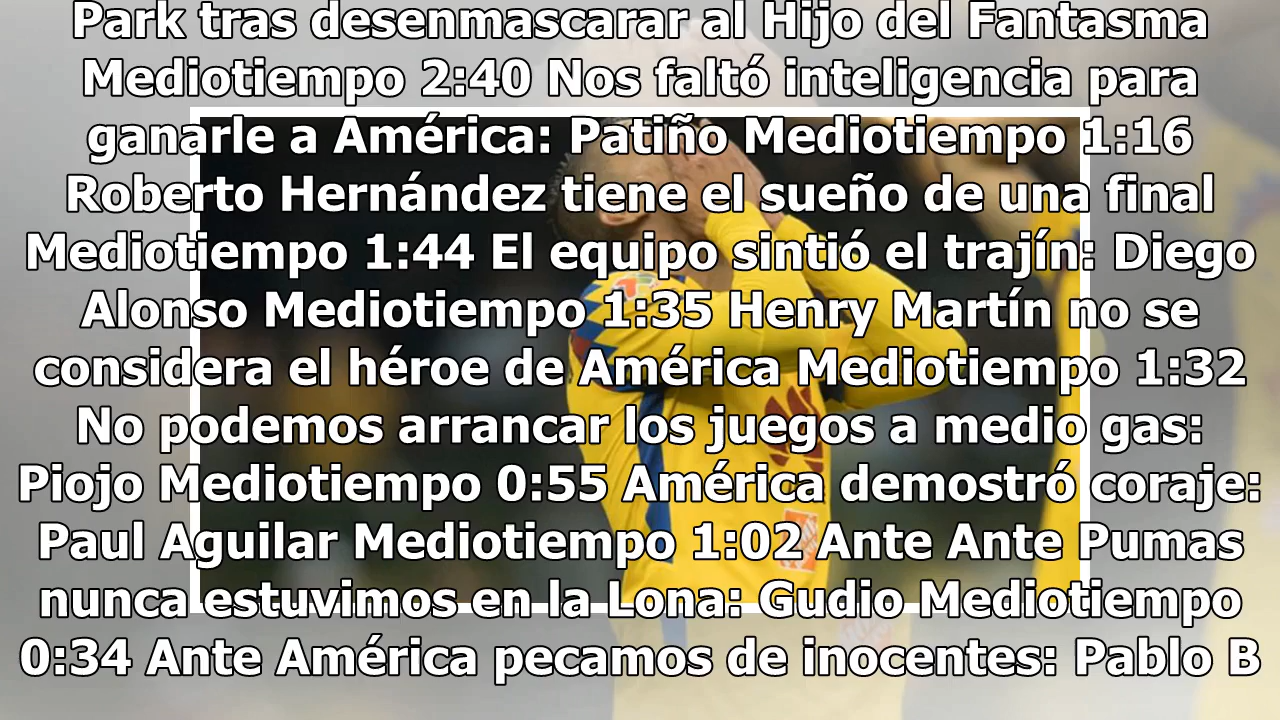 Park tras desenmascarar al Hijo del Fantasma
Mediotiempo 2:40 Nos faltó inteligencia para
ganarle a América: Patiño Mediotiempo 1:16
Roberto Hernández tiene el sueño de una final
Mediotiempo 1:44 El equipo sintió el trajín: Diego
Alonso Mediotiempo 1:35 Henry Martín no se
considera el héroe de América Mediotiempo 1:32
No podemos arrancar los juegos a medio gas:
Piojo Mediotiempo 0:55 América demostró coraje:
Paul Aguilar Mediotiempo 1:02 Ante Ante Pumas
nunca estuvimos en la Lona: Gudio Mediotiempo
0:34 Ante América pecamos de inocentes: Pablo B